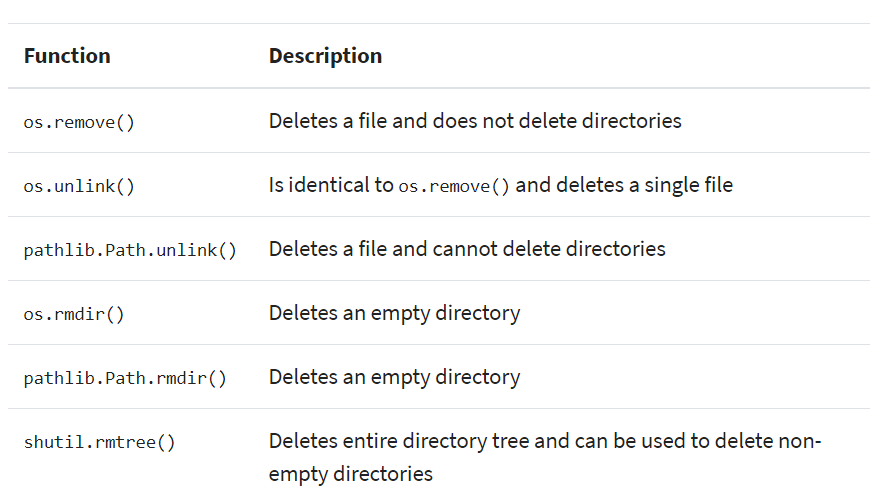 Function Description
os.remove() Deletes a file and does not delete directories
os.unlink() Is identical to os.remove() and deletes a single file
pathlib.Path.unlink() Deletes a file and cannot delete directories
os.rmdir() Deletes an empty directory
pathlib.Path.rmdir() Deletes an empty directory
shutil.rmtree() Deletes entire directory tree and can be used to delete non-
empty directories